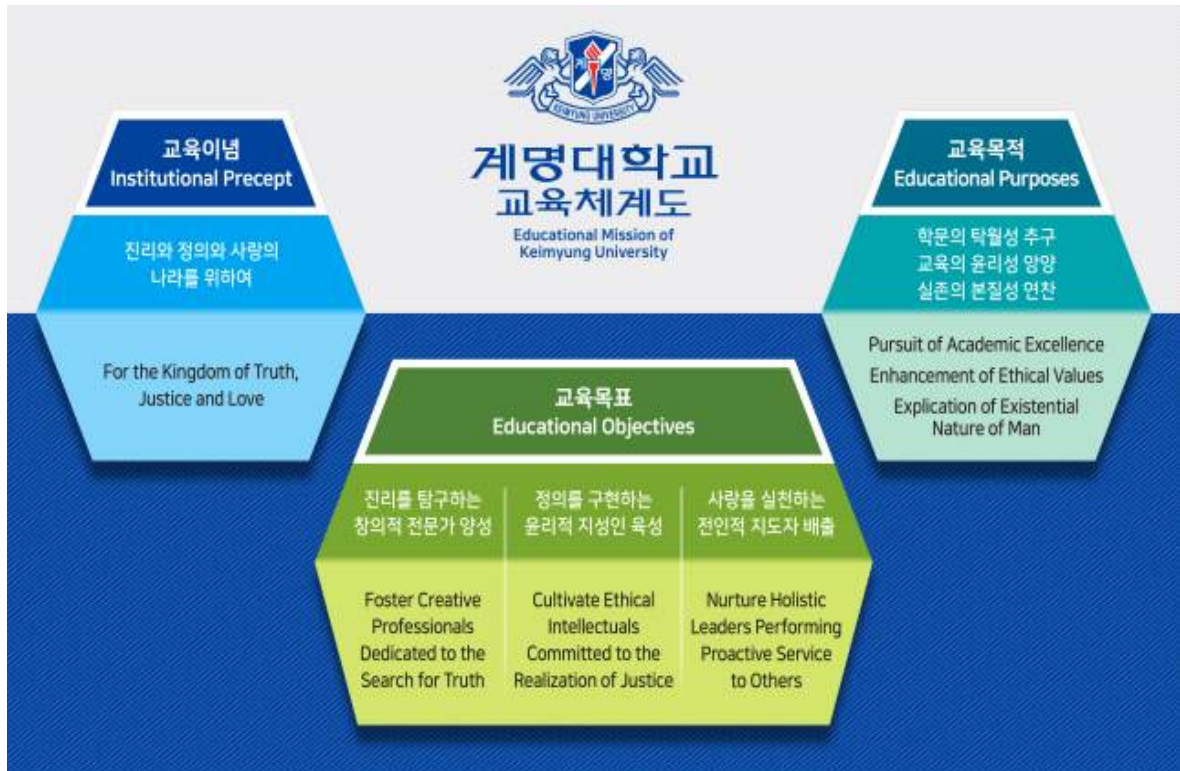 계 명
KEIMYUNG UNIVERSITY
계명대학교
교육체계도
Educational Mission of
Keimyung University
교육이념
Institutional Precept
진리와 정의와 사랑의
나라를 위하여
For the Kingdom of Truth,
Justice and Love
교육목적
Educational Purposes
학문의 탁월성 추구
교육의 윤리성 앙양
실존의 본질성 연찬
Pursuit of Academic Excellence
Enhancement of Ethical Values
Explication of Existential
Nature of Man
교육목표
Educational Objectives
진리를 탐구하는
창의적 전문가 양성
Foster Creative
Professionals
Dedicated to the
Search for Truth
정의를 구현하는
윤리적 지성인 육성
Cultivate Ethical
Intellectuals
Committed to the
Realization of Justice
사랑을 실천하는
전인적 지도자 배출
Nurture Holistic
Leaders Performing
Proactive Service
to Others